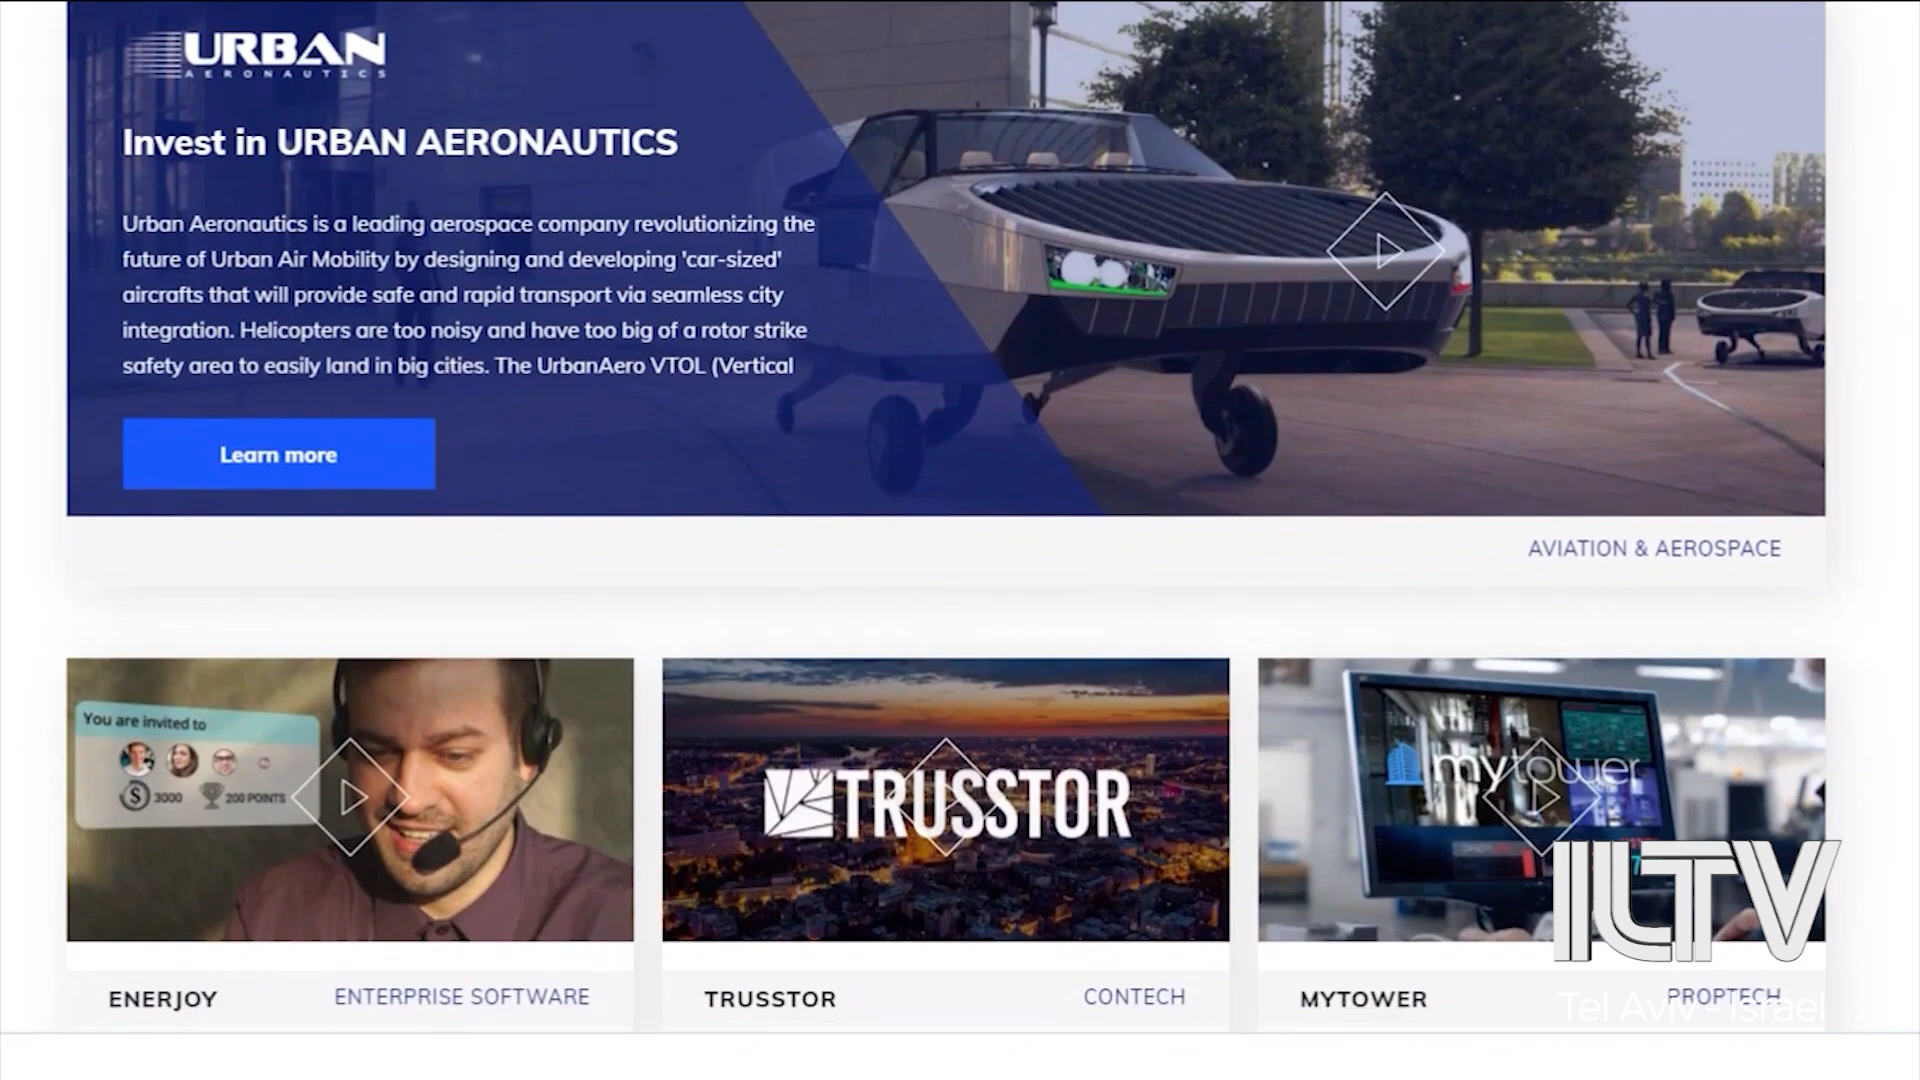 URBAN
AERONAUTICS
Invest in URBAN AERONAUTICS
Urban Aeronautics is a leading aerospace company revolutionizing the
future of Urban Air Mobility by designing and developing 'car-sized'
aircrafts that will provide safe and rapid transport via seamless city
integration. Helicopters are too noisy and have too big of a rotor strike
safety area to easily land in big cities. The UrbanAero VTOL (Vertical
Learn more
AVIATION & AEROSPACE
You are invited to
$ 3000
200 POINTS
TRUSSTOR
mytower
ILTV
ENERJOY
ENTERPRISE SOFTWARE
TRUSSTOR
CONTECH
MYTOWER
PROPTECH
Tel Aviv - Israel